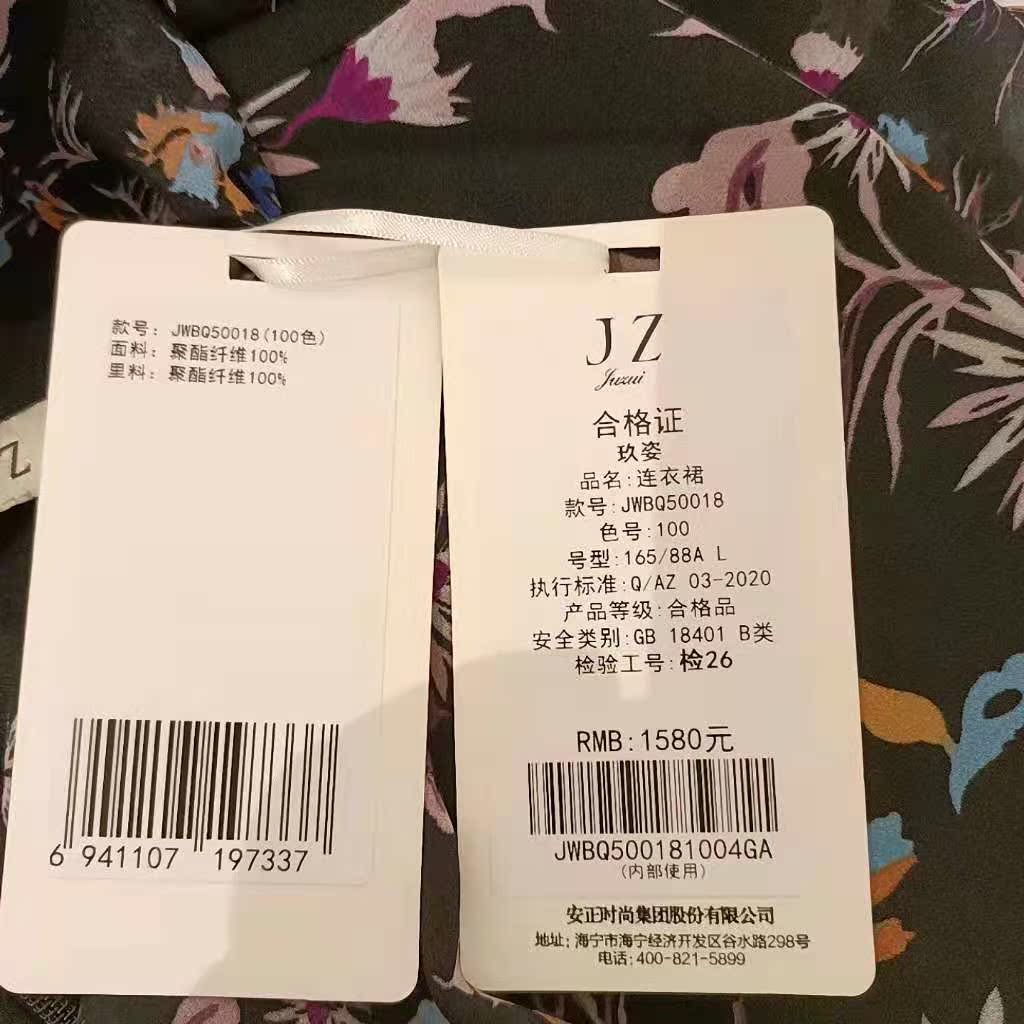 款号: JWBQ50018(100色)
面料: 聚酯纤维100%
里料: 聚酯纤维100%
6 941107 197337
JZ
Juzui
合格证
玖姿
品名:连衣裙
款号:JWBQ50018
色号:100
号型:165/88A L
执行标准:Q/AZ 03-2020
产品等级:合格品
安全类别:GB 18401 B类
检验工号:检26
RMB:1580元
JWBQ500181004GA
(内部使用)
安正时尚集团股份有限公司
地址:海宁市海宁经济开发区谷水路298号
电话:400-821-5899